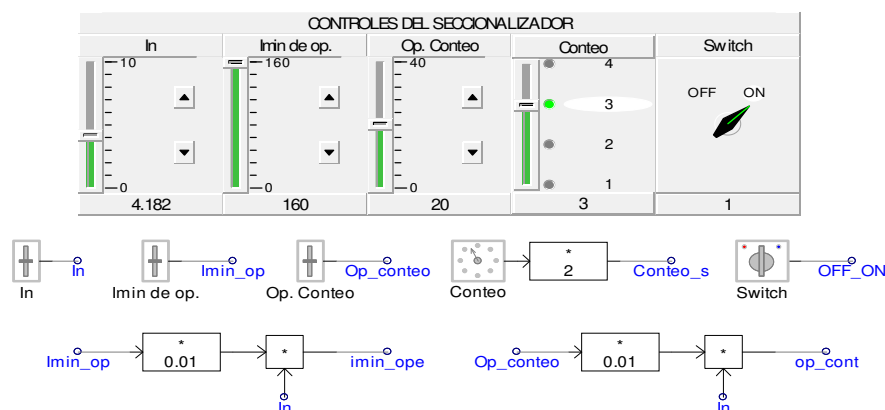 CONTROLES DEL SECCIONALIZADOR
In Imin de op. Op. Conteo Conteo Switch
10 160 40 4
OFF ON
3
2
0 0 0 1
4.182 160 20 3 1
In Imin_op Op_conteo * 2 Conteo_s OFF_ON
In Imin de op. Op. Conteo Conteo Switch
Imin_op * 0.01 * imin_ope Op_conteo * 0.01 * op_cont
In In